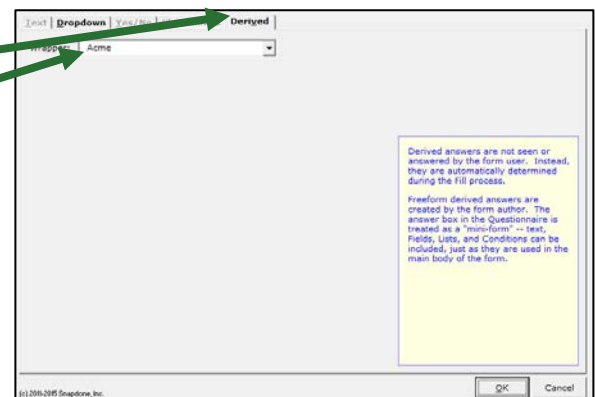 Text | Dropdown | Yes/No | Derived
Wrapper: Acme
Derived answers are not seen or
answered by the form user. Instead,
they are automatically determined
during the Fill process.
Freeform derived answers are
created by the form author. The
answer box in the Questionnaire is
treated as a "mini-form" -- text,
Fields, Lists, and Conditions can be
included, just as they are used in the
main body of the form.
(c) 2011-2015 Snapdone, Inc.
OK Cancel